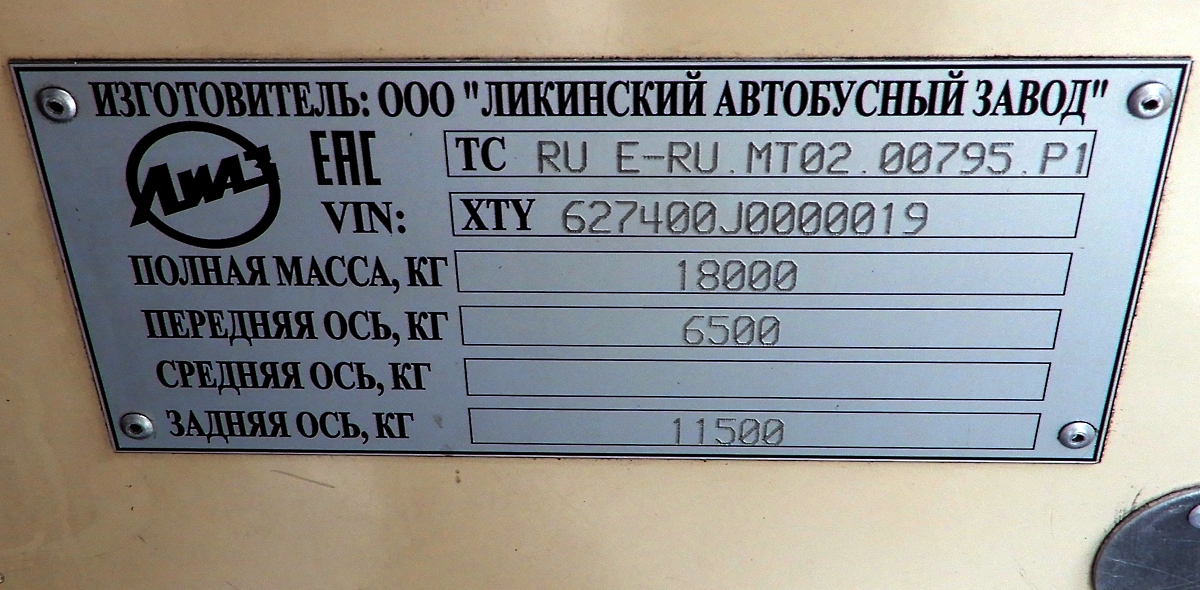 ИЗГОТОВИТЕЛЬ: ООО "ЛИКИНСКИЙ АВТОБУСНЫЙ ЗАВОД"
ЛиАЗ EAC ТС RU E-RU.MT02.00795.P1
VIN: XTY 627400J0000019
ПОЛНАЯ МАССА, КГ 18000
ПЕРЕДНЯЯ ОСЬ, КГ 6500
СРЕДНЯЯ ОСЬ, КГ
ЗАДНЯЯ ОСЬ, КГ 11500